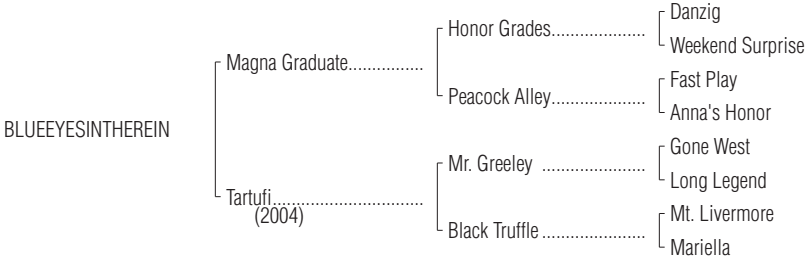 Danzig
Honor Grades.....................
Weekend Surprise
Magna Graduate................
Fast Play
Peacock Alley.....................
Anna's Honor
BLUEEYESINTHEREIN
Gone West
Mr. Greeley .......................
Long Legend
Tartufi.................................
(2004)
Mt. Livermore
Black Truffle .......................
Mariella